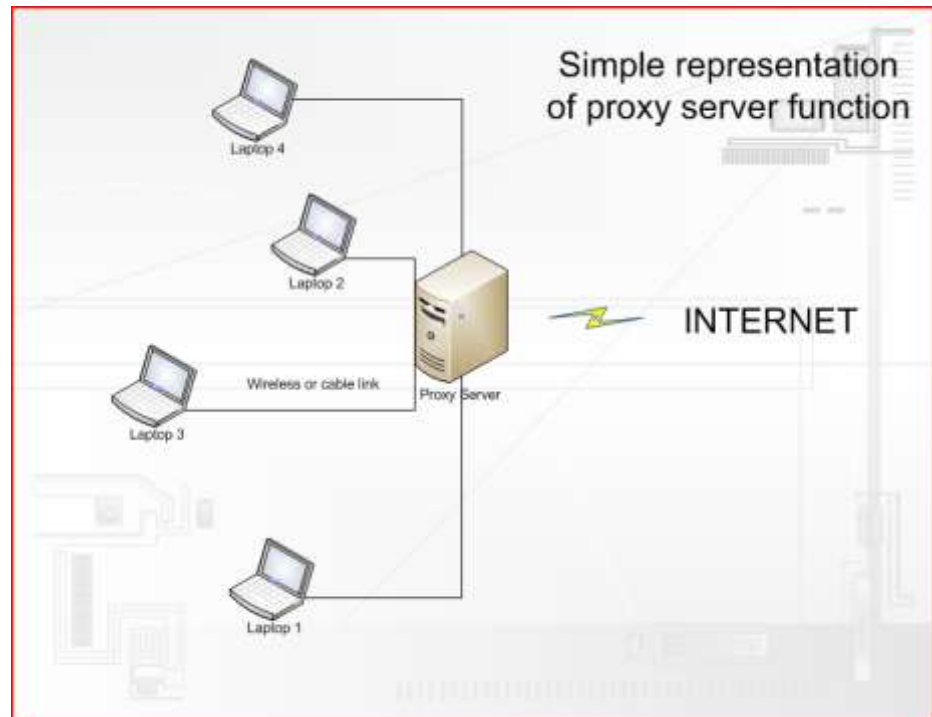 Simple representation
of proxy server function
Laptop 4
Laptop 2
INTERNET
Wireless or cable link
Proxy Server
Laptop 3
Laptop 1